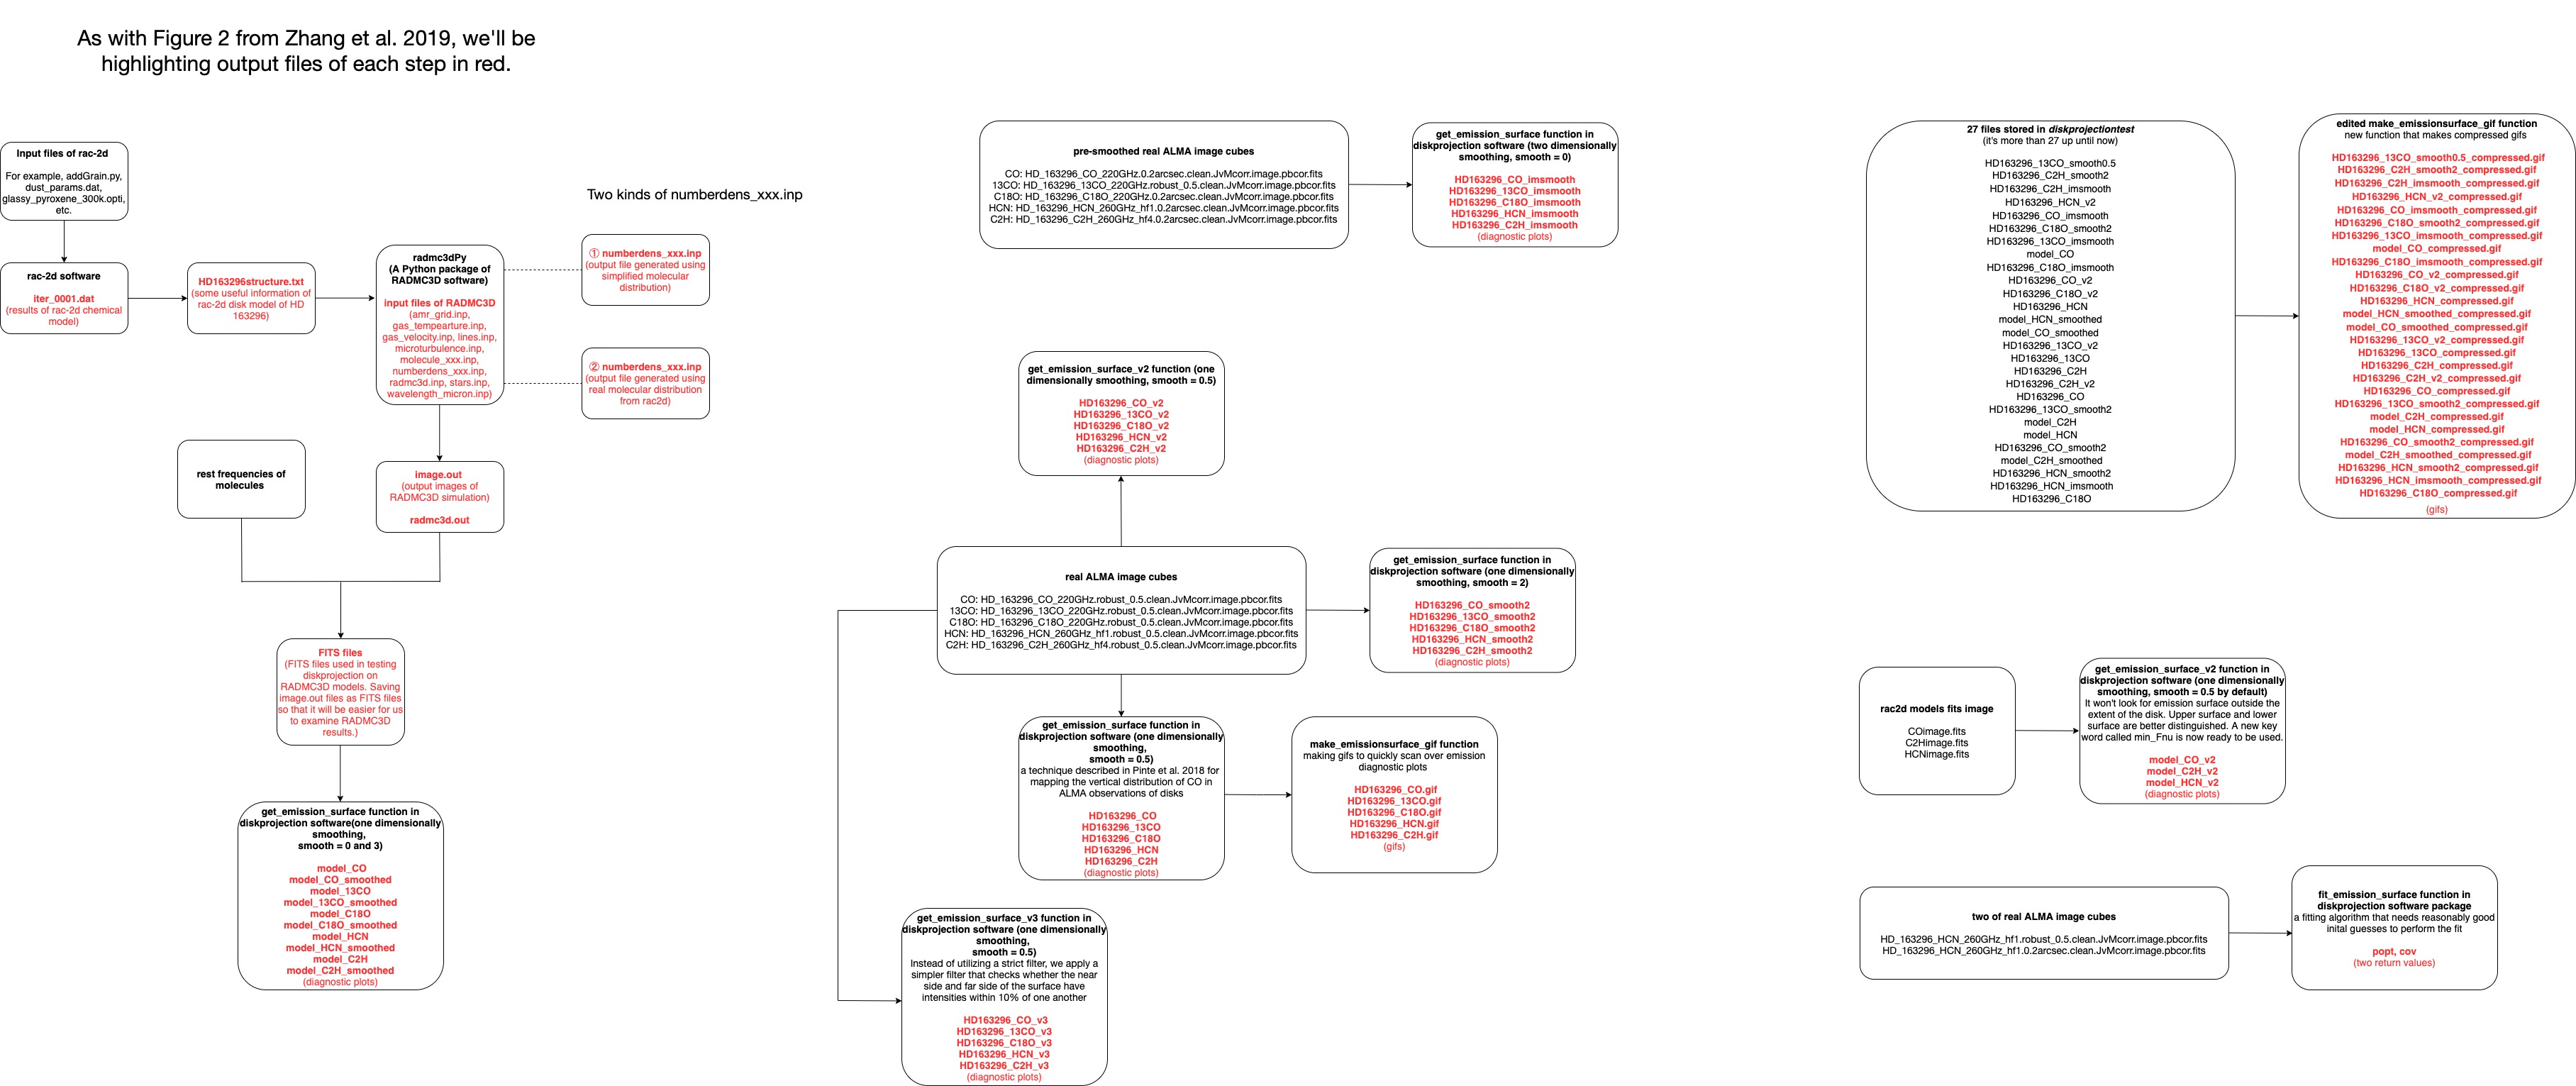 As with Figure 2 from Zhang et al. 2019, we'll be
highlighting output files of each step in red.
Input files of rac-2d
For example, addGrain.py,
dust_params.dat,
glassy_pyroxene_300k.opti,
etc.
rac-2d software
iter_0001.dat
(results of rac-2d chemical
model)
HD163296structure.txt
(some useful information of
rac-2d disk model of HD
163296)
radmc3dPy
(A Python package of
RADMC3D software)
input files of RADMC3D
(amr_grid.inp,
gas_tempearture.inp,
gas_velocity.inp, lines.inp,
microturbulence.inp,
molecule_xxx.inp,
numberdens_xxx.inp,
radmc3d.inp, stars.inp,
wavelength_micron.inp)
Two kinds of numberdens_xxx.inp
① numberdens_xxx.inp
(output file generated using
simplified molecular
distribution)
② numberdens_xxx.inp
(output file generated using
real molecular distribution
from rac2d)
rest frequencies of
molecules
image.out
(output images of
RADMC3D simulation)
radmc3d.out
FITS files
(FITS files used in testing
diskprojection on
RADMC3D models. Saving
image.out files as FITS files
so that it will be easier for us
to examine RADMC3D
results.)
get_emission_surface function in
diskprojection software(one dimensionally
smoothing,
smooth = 0 and 3)
model_CO
model_CO_smoothed
model_13CO
model_13CO_smoothed
model_C18O
model_C18O_smoothed
model_HCN
model_HCN_smoothed
model_C2H
model_C2H_smoothed
(diagnostic plots)
pre-smoothed real ALMA image cubes
CO: HD_163296_CO_220GHz.0.2arcsec.clean.JvMcorr.image.pbcor.fits
13CO: HD_163296_13CO_220GHz.robust_0.5.clean.JvMcorr.image.pbcor.fits
C18O: HD_163296_C18O_220GHz.0.2arcsec.clean.JvMcorr.image.pbcor.fits
HCN: HD_163296_HCN_260GHz_hf1.0.2arcsec.clean.JvMcorr.image.pbcor.fits
C2H: HD_163296_C2H_260GHz_hf4.0.2arcsec.clean.JvMcorr.image.pbcor.fits
get_emission_surface function in
diskprojection software (two dimensionally
smoothing, smooth = 0)
HD163296_CO_imsmooth
HD163296_13CO_imsmooth
HD163296_C18O_imsmooth
HD163296_HCN_imsmooth
HD163296_C2H_imsmooth
(diagnostic plots)
get_emission_surface_v2 function (one
dimensionally smoothing, smooth = 0.5)
HD163296_CO_v2
HD163296_13CO_v2
HD163296_C18O_v2
HD163296_HCN_v2
HD163296_C2H_v2
(diagnostic plots)
real ALMA image cubes
CO: HD_163296_CO_220GHz.robust_0.5.clean.JvMcorr.image.pbcor.fits
13CO: HD_163296_13CO_220GHz.robust_0.5.clean.JvMcorr.image.pbcor.fits
C18O: HD_163296_C18O_220GHz.robust_0.5.clean.JvMcorr.image.pbcor.fits
HCN: HD_163296_HCN_260GHz_hf1.robust_0.5.clean.JvMcorr.image.pbcor.fits
C2H: HD_163296_C2H_260GHz_hf4.robust_0.5.clean.JvMcorr.image.pbcor.fits
get_emission_surface function in
diskprojection software (one dimensionally
smoothing, smooth = 2)
HD163296_CO_smooth2
HD163296_13CO_smooth2
HD163296_C18O_smooth2
HD163296_HCN_smooth2
HD163296_C2H_smooth2
(diagnostic plots)
get_emission_surface function in
diskprojection software (one dimensionally
smoothing,
smooth = 0.5)
a technique described in Pinte et al. 2018 for
mapping the vertical distribution of CO in
ALMA observations of disks
HD163296_CO
HD163296_13CO
HD163296_C18O
HD163296_HCN
HD163296_C2H
(diagnostic plots)
make_emissionsurface_gif function
making gifs to quickly scan over emission
diagnostic plots
HD163296_CO.gif
HD163296_13CO.gif
HD163296_C18O.gif
HD163296_HCN.gif
HD163296_C2H.gif
(gifs)
get_emission_surface_v3 function in
diskprojection software (one dimensionally
smoothing,
smooth = 0.5)
Instead of utilizing a strict filter, we apply a
simpler filter that checks whether the near
side and far side of the surface have
intensities within 10% of one another
HD163296_CO_v3
HD163296_13CO_v3
HD163296_C18O_v3
HD163296_HCN_v3
HD163296_C2H_v3
(diagnostic plots)
27 files stored in diskprojectiontest
(it's more than 27 up until now)
HD163296_13CO_smooth0.5
HD163296_C2H_smooth2
HD163296_C2H_imsmooth
HD163296_HCN_v2
HD163296_CO_imsmooth
HD163296_C18O_smooth2
HD163296_13CO_imsmooth
model_CO
HD163296_C18O_imsmooth
HD163296_CO_v2
HD163296_C18O_v2
HD163296_HCN
model_HCN_smoothed
model_CO_smoothed
HD163296_13CO_v2
HD163296_13CO
HD163296_C2H
HD163296_C2H_v2
HD163296_CO
HD163296_13CO_smooth2
model_C2H
model_HCN
HD163296_CO_smooth2
model_C2H_smoothed
HD163296_HCN_smooth2
HD163296_HCN_imsmooth
HD163296_C18O
edited make_emissionsurface_gif function
new function that makes compressed gifs
HD163296_13CO_smooth0.5_compressed.gif
HD163296_C2H_smooth2_compressed.gif
HD163296_C2H_imsmooth_compressed.gif
HD163296_HCN_v2_compressed.gif
HD163296_CO_imsmooth_compressed.gif
HD163296_C18O_smooth2_compressed.gif
HD163296_13CO_imsmooth_compressed.gif
model_CO_compressed.gif
HD163296_C18O_imsmooth_compressed.gif
HD163296_CO_v2_compressed.gif
HD163296_C18O_v2_compressed.gif
HD163296_HCN_compressed.gif
model_HCN_smoothed_compressed.gif
model_CO_smoothed_compressed.gif
HD163296_13CO_v2_compressed.gif
HD163296_13CO_compressed.gif
HD163296_C2H_compressed.gif
HD163296_C2H_v2_compressed.gif
HD163296_CO_compressed.gif
HD163296_13CO_smooth2_compressed.gif
model_C2H_compressed.gif
model_HCN_compressed.gif
HD163296_CO_smooth2_compressed.gif
model_C2H_smoothed_compressed.gif
HD163296_HCN_smooth2_compressed.gif
HD163296_HCN_imsmooth_compressed.gif
HD163296_C18O_compressed.gif
(gifs)
rac2d models fits image
COimage.fits
C2Himage.fits
HCNimage.fits
get_emission_surface_v2 function in
diskprojection software (one dimensionally
smoothing, smooth = 0.5 by default)
It won't look for emission surface outside the
extent of the disk. Upper surface and lower
surface are better distinguished. A new key
word called min_Fnu is now ready to be used.
model_CO_v2
model_C2H_v2
model_HCN_v2
(diagnostic plots)
two of real ALMA image cubes
HD_163296_HCN_260GHz_hf1.robust_0.5.clean.JvMcorr.image.pbcor.fits
HD_163296_HCN_260GHz_hf1.0.2arcsec.clean.JvMcorr.image.pbcor.fits
fit_emission_surface function in
diskprojection software package
a fitting algorithm that needs reasonably good
inital guesses to perform the fit
popt, cov
(two return values)